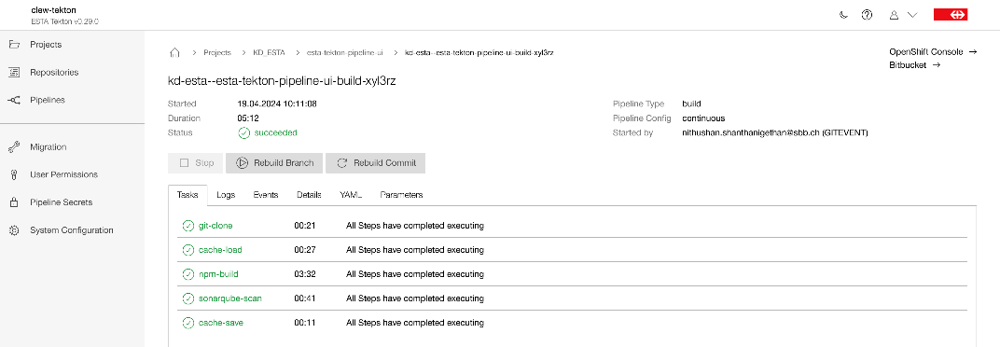 clew-tekton
ESTA Tekton v0.29.0
Projects
Repositories
Pipelines
Migration
User Permissions
Pipeline Secrets
System Configuration
Projects KD_ESTA esta-tekton-pipeline-ui kd-esta--esta-tekton-pipeline-ui-build-xyl3rz
OpenShift Console
Bitbucket
kd-esta--esta-tekton-pipeline-ui-build-xyl3rz
Started 19.04.2024 10:11:08
Duration 05:12
Status succeeded
Pipeline Type build
Pipeline Config continuous
Started by nithushan.shanthanigethan@sbb.ch (GITEVENT)
Stop Rebuild Branch Rebuild Commit
Tasks Logs Events Details YAML Parameters
git-clone 00:21 All Steps have completed executing
cache-load 00:27 All Steps have completed executing
npm-build 03:32 All Steps have completed executing
sonarqube-scan 00:41 All Steps have completed executing
cache-save 00:11 All Steps have completed executing